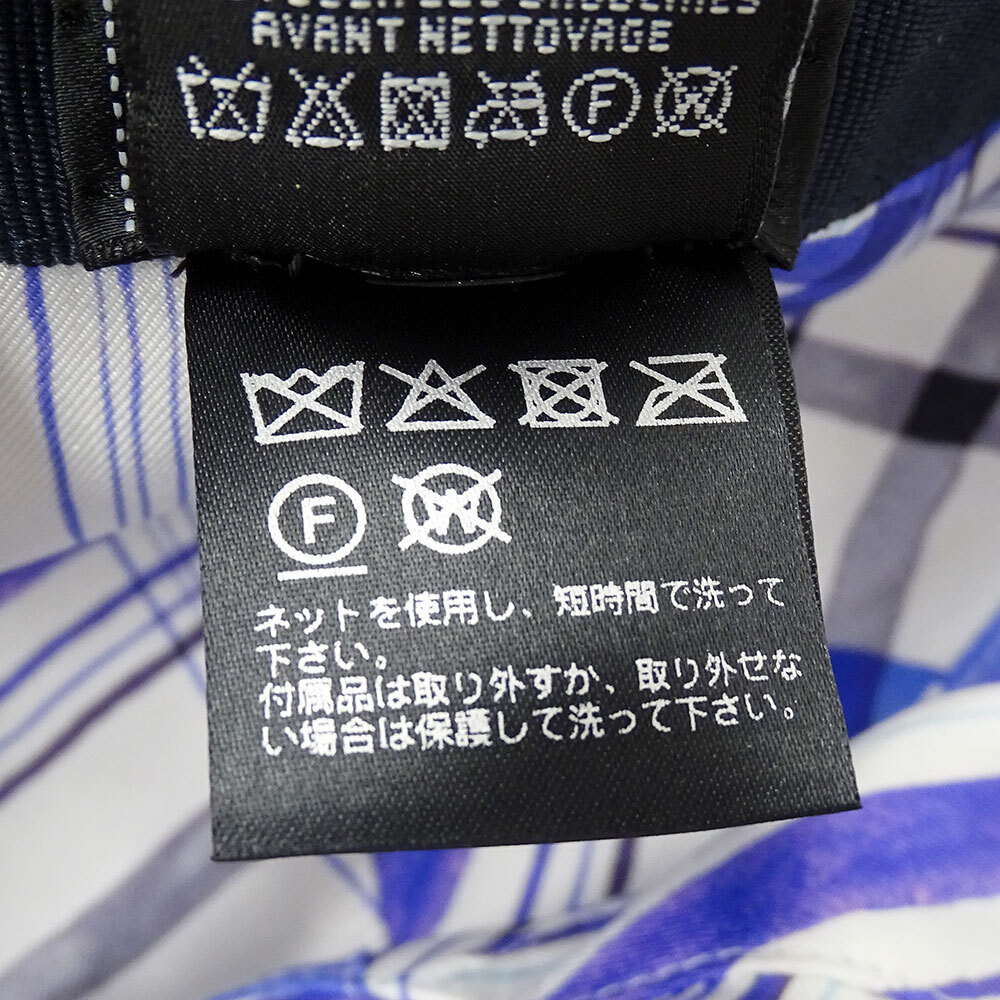 AVANT NETTOYAGE
F W
F W
ネットを使用し、短時間で洗って
下さい。
付属品は取り外すか、取り外せな
い場合は保護して洗って下さい。